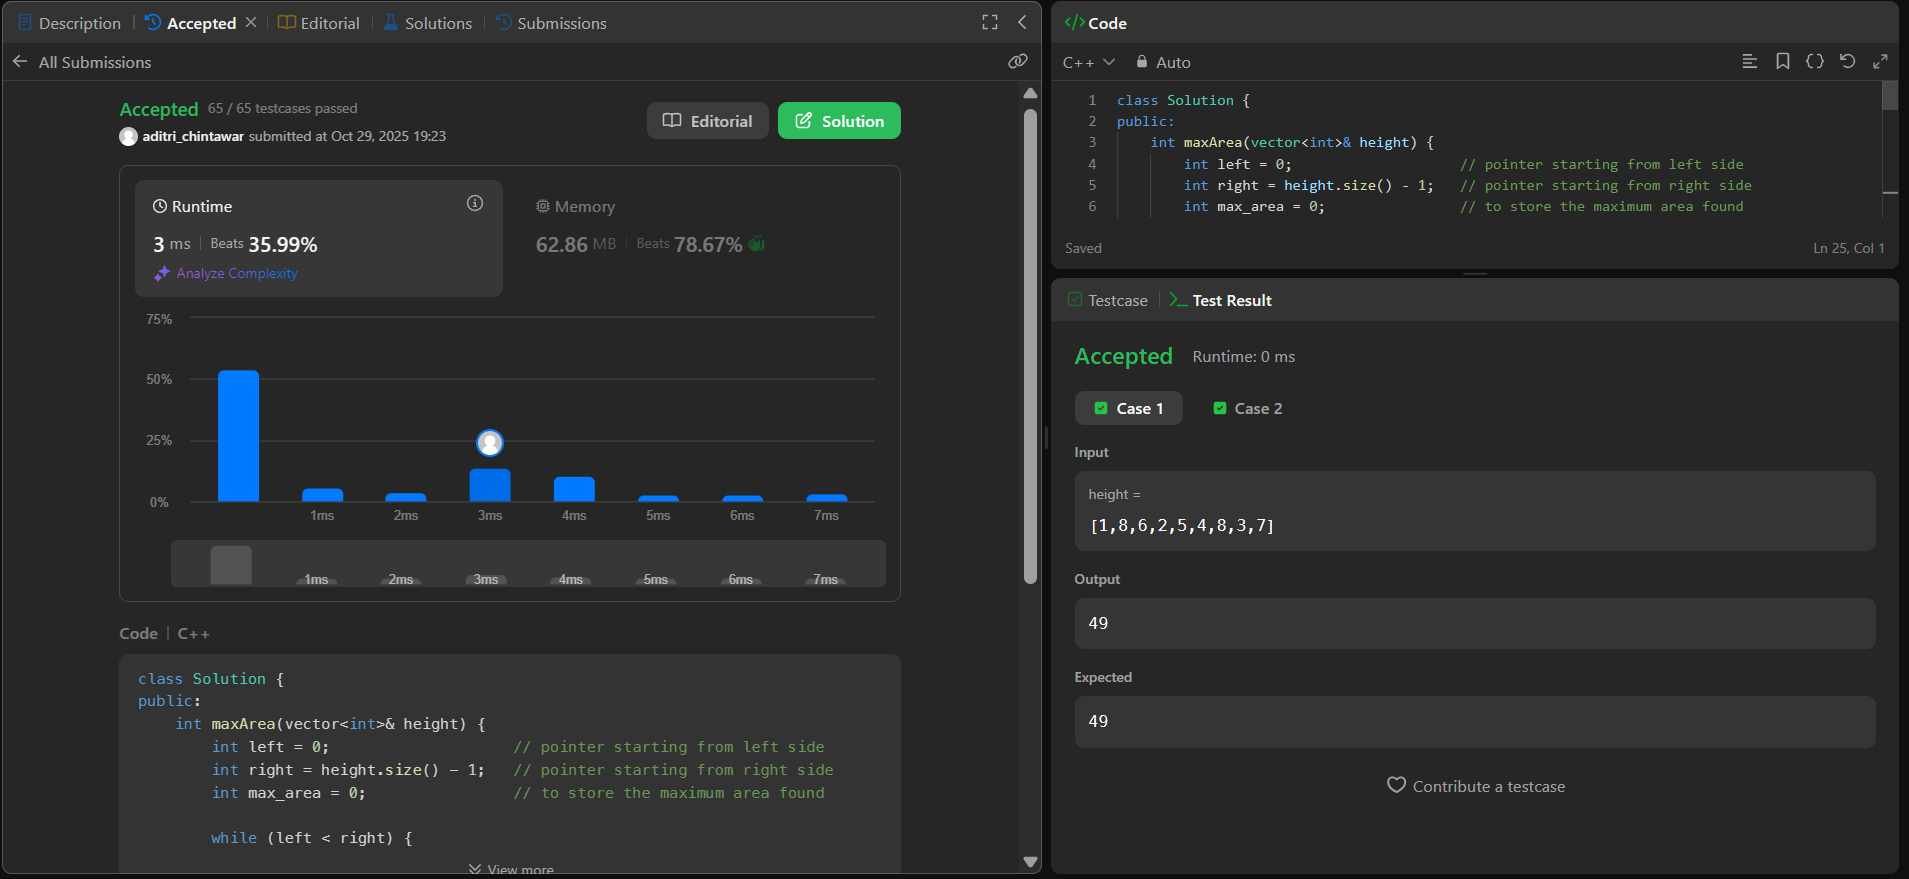 Description
Accepted
Editorial
Solutions
Submissions
All Submissions
Accepted 65 / 65 testcases passed
aditri_chintawar submitted at Oct 29, 2025 19:23
Editorial
Solution
Runtime
3 ms | Beats 35.99%
Analyze Complexity
Memory
62.86 MB | Beats 78.67%
75%
50%
25%
0%
1ms 2ms 3ms 4ms 5ms 6ms 7ms
1ms 2ms 3ms 4ms 5ms 6ms 7ms
Code | C++
class Solution {
public:
    int maxArea(vector<int>& height) {
        int left = 0;                    // pointer starting from left side
        int right = height.size() - 1;   // pointer starting from right side
        int max_area = 0;                // to store the maximum area found
        while (left < right) {
View more
</> Code
C++
Auto
1 class Solution {
2 public:
3     int maxArea(vector<int>& height) {
4         int left = 0;                    // pointer starting from left side
5         int right = height.size() - 1;   // pointer starting from right side
6         int max_area = 0;                // to store the maximum area found
Saved
Ln 25, Col 1
Testcase
Test Result
Accepted Runtime: 0 ms
Case 1
Case 2
Input
height =
[1,8,6,2,5,4,8,3,7]
Output
49
Expected
49
Contribute a testcase